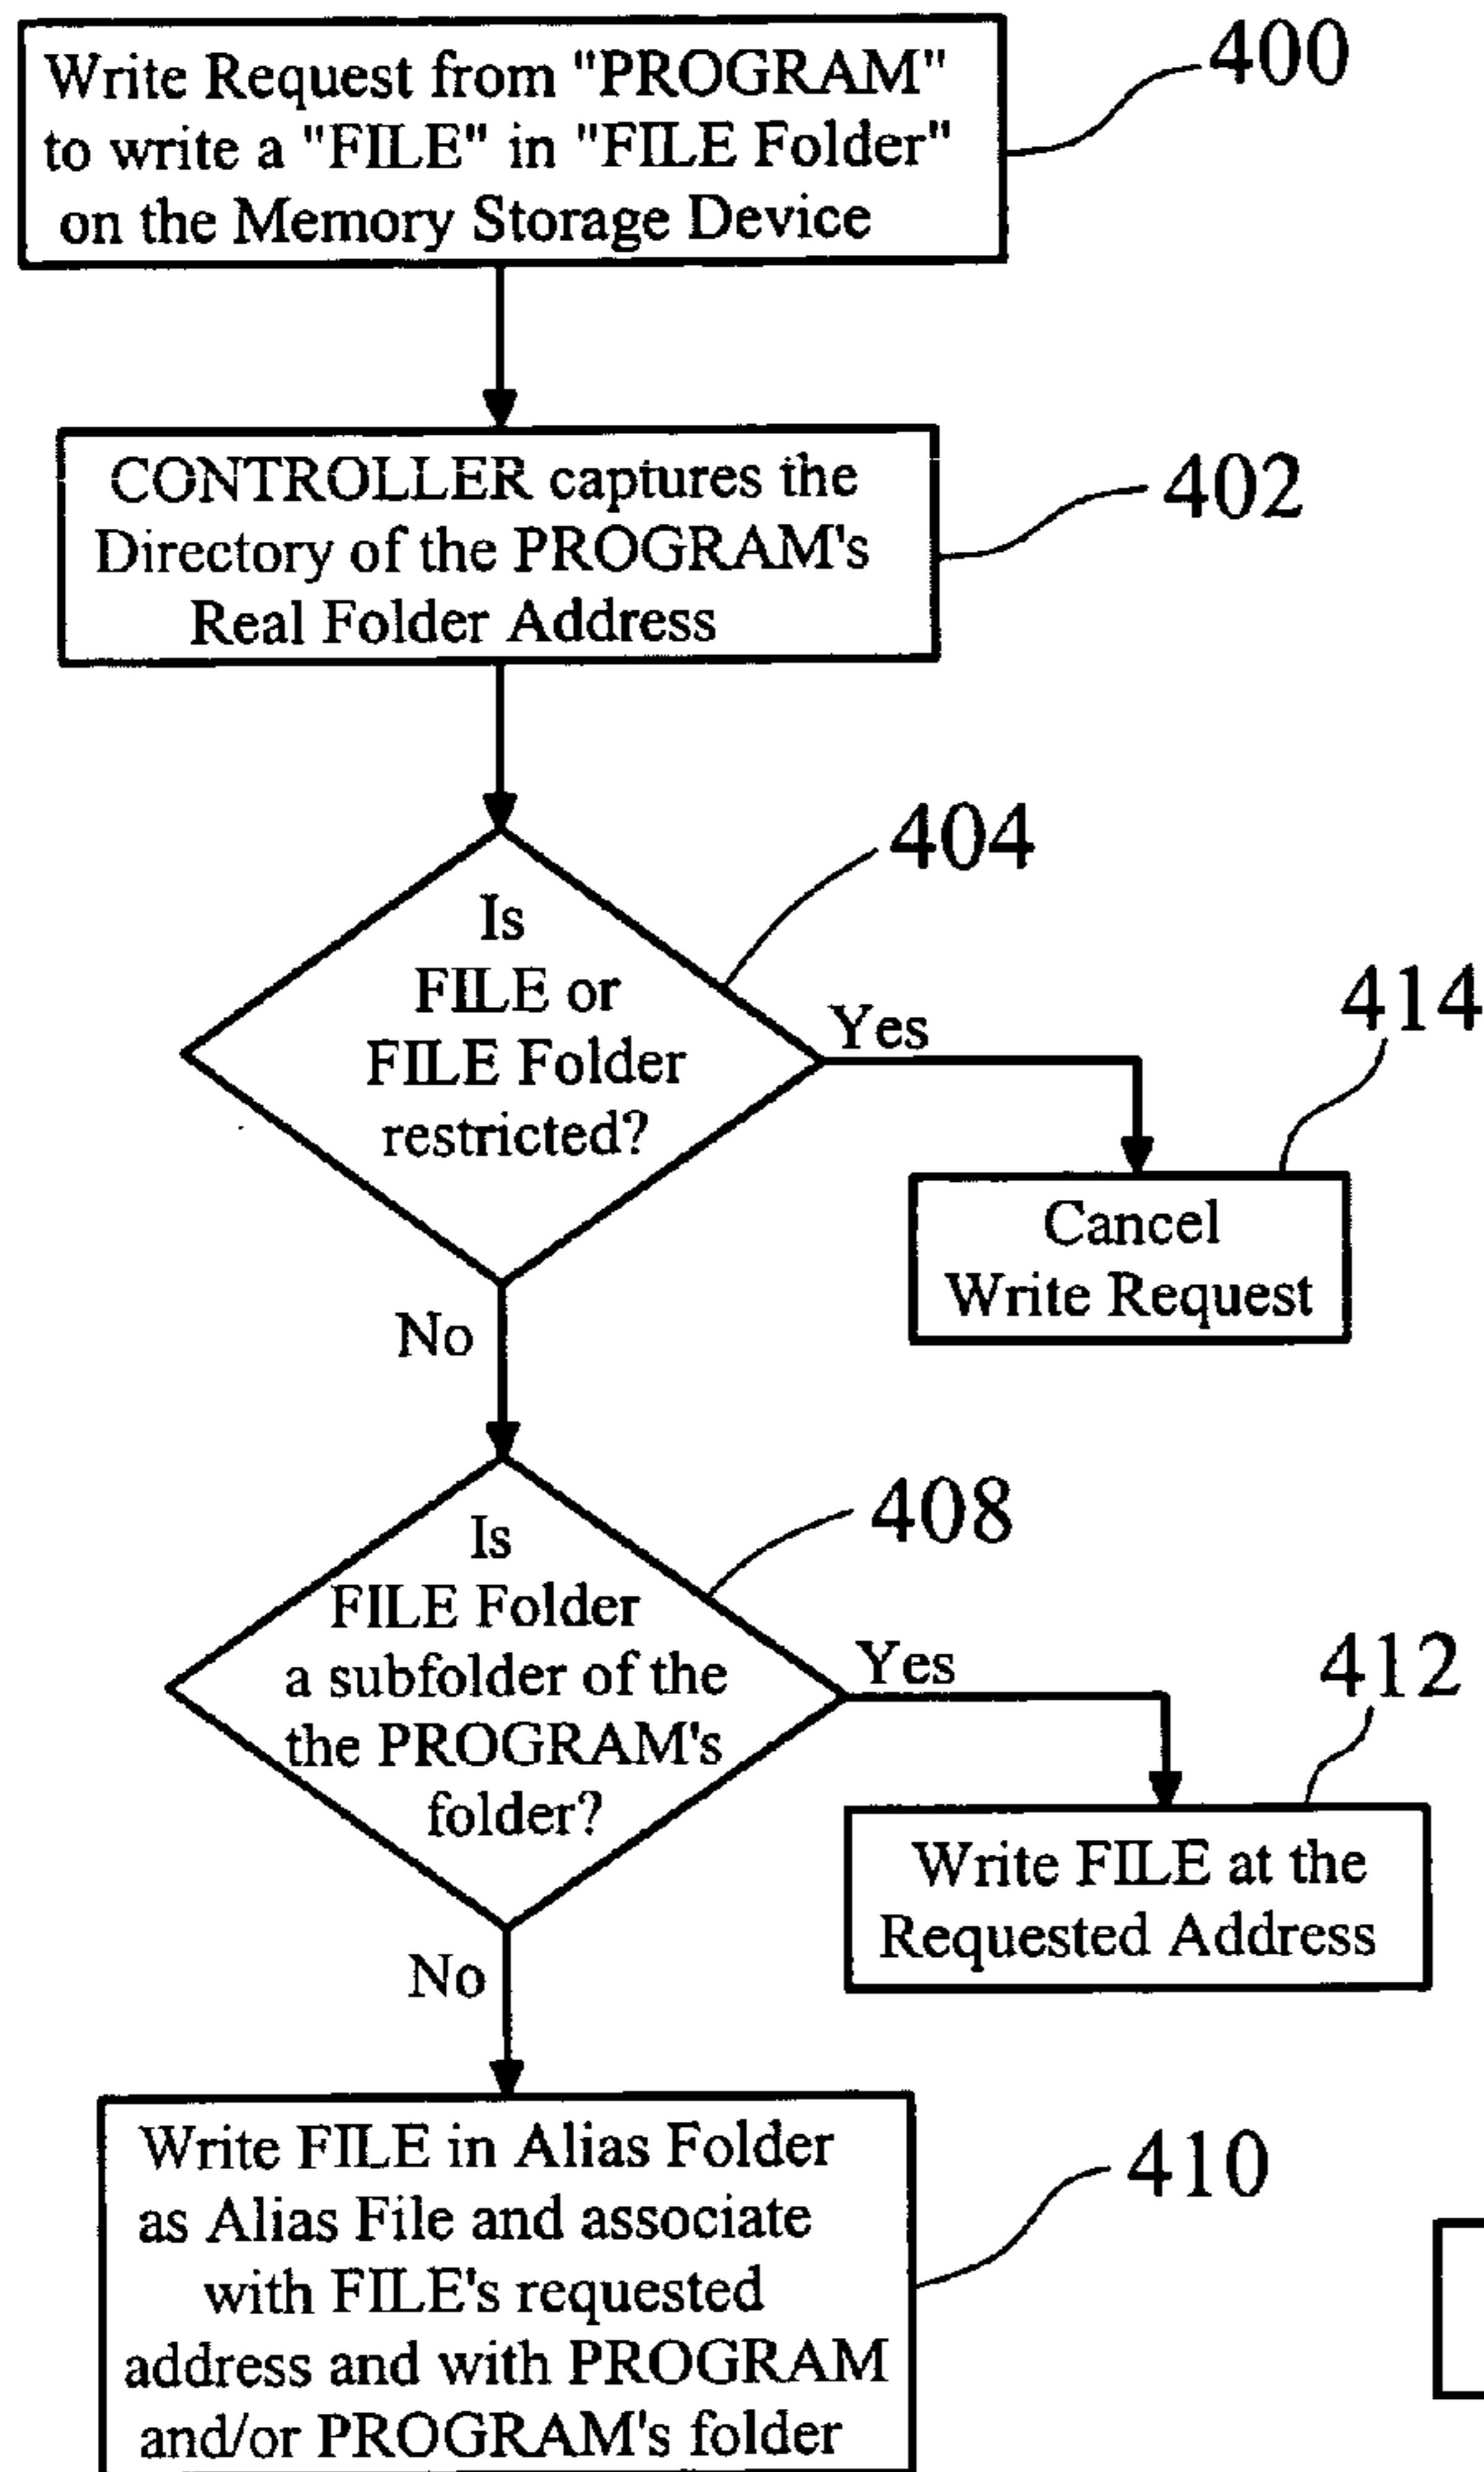 Write Request from "PROGRAM"
to write a "FILE" in "FILE Folder"
on the Memory Storage Device
400
CONTROLLER captures the
Directory of the PROGRAM's
Real Folder Address
402
Is
FILE or
FILE Folder
restricted?
404
Yes
414
Cancel
Write Request
No
Is
FILE Folder
a subfolder of the
the PROGRAM's
folder?
408
Yes
412
Write FILE at the
Requested Address
No
Write FILE in Alias Folder
as Alias File and associate
with FILE's requested
address and with PROGRAM
and/or PROGRAM's folder
410